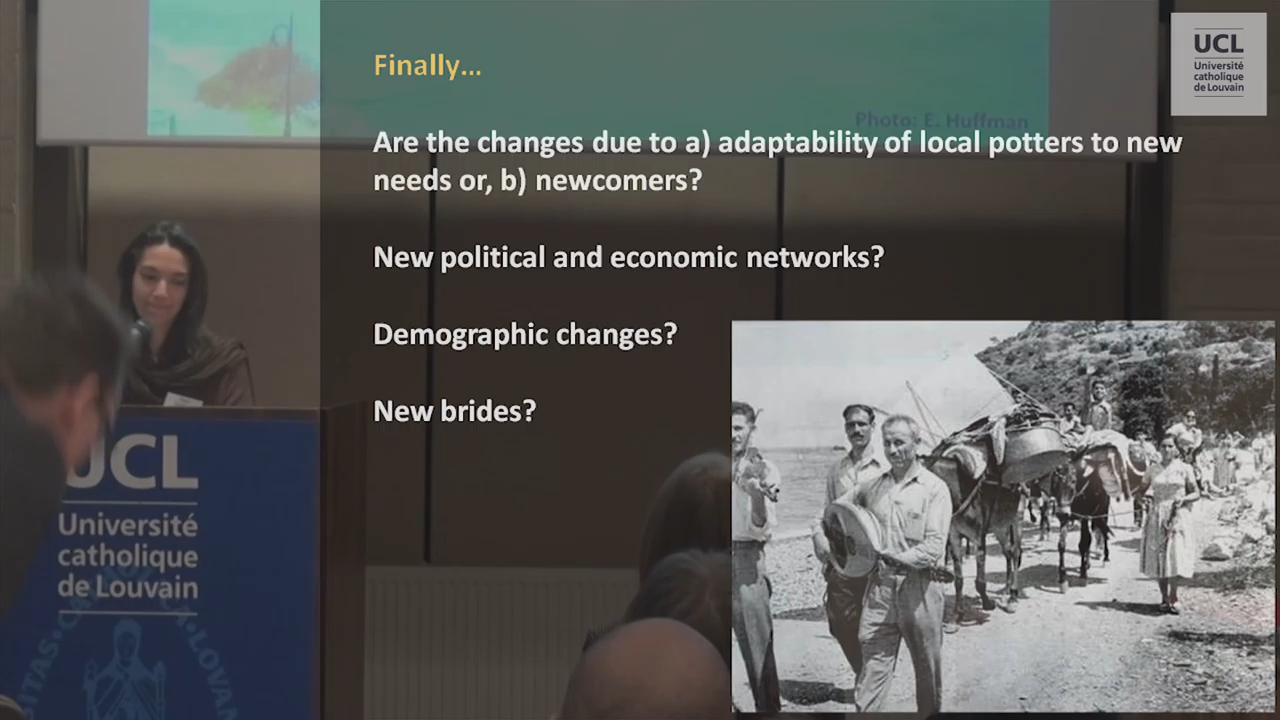 Finally...
Photo: E. Huffman
Are the changes due to a) adaptability of local potters to new
needs or, b) newcomers?
New political and economic networks?
Demographic changes?
New brides?
UCL
Université
catholique
de Louvain
UCL
Université
catholique
de Louvain